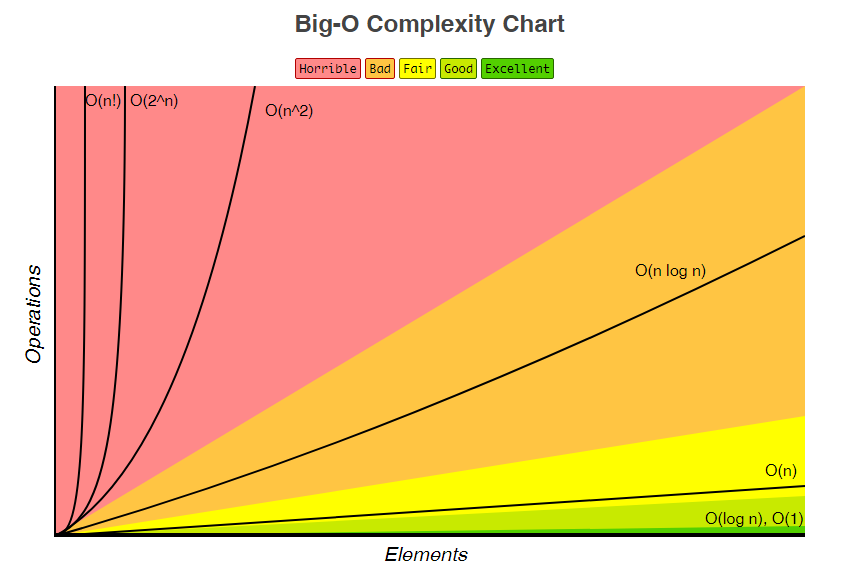 Big-O Complexity Chart
Horrible Bad Fair Good Excellent
O(n!) O(2^n)
O(n^2)
O(n log n)
O(n)
O(log n), O(1)
Operations
Elements